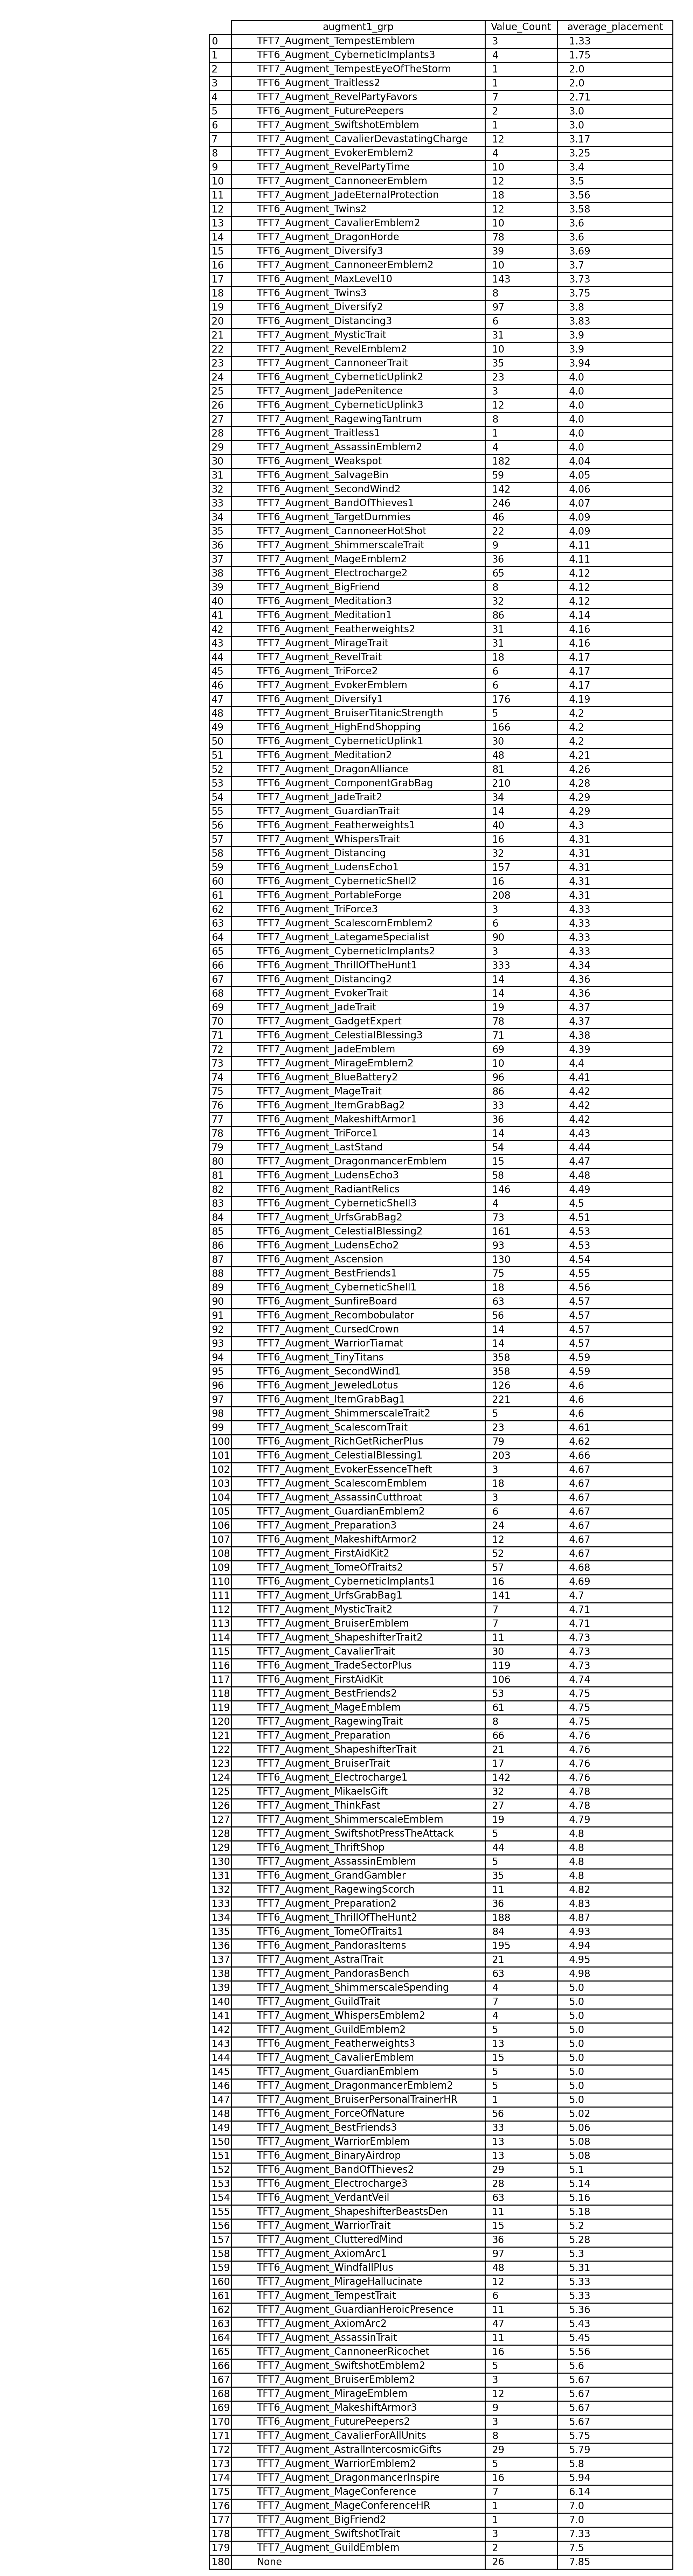 augment1_grp Value_Count average_placement
0 TFT7_Augment_TempestEmblem 3 1.33
1 TFT6_Augment_CyberneticImplants3 4 1.75
2 TFT7_Augment_TempestEyeOfTheStorm 1 2.0
3 TFT6_Augment_Traitless2 1 2.0
4 TFT7_Augment_RevelPartyFavors 7 2.71
5 TFT6_Augment_FuturePeepers 2 3.0
6 TFT7_Augment_SwiftshotEmblem 1 3.0
7 TFT7_Augment_CavalierDevastatingCharge 12 3.17
8 TFT7_Augment_EvokerEmblem2 4 3.25
9 TFT7_Augment_RevelPartyTime 10 3.4
10 TFT7_Augment_CannoneerEmblem 12 3.5
11 TFT7_Augment_JadeEternalProtection 18 3.56
12 TFT6_Augment_Twins2 12 3.58
13 TFT7_Augment_CavalierEmblem2 10 3.6
14 TFT7_Augment_DragonHorde 78 3.6
15 TFT6_Augment_Diversify3 39 3.69
16 TFT7_Augment_CannoneerEmblem2 10 3.7
17 TFT6_Augment_MaxLevel10 143 3.73
18 TFT6_Augment_Twins3 8 3.75
19 TFT6_Augment_Diversify2 97 3.8
20 TFT6_Augment_Distancing3 6 3.83
21 TFT7_Augment_MysticTrait 31 3.9
22 TFT7_Augment_RevelEmblem2 10 3.9
23 TFT7_Augment_CannoneerTrait 35 3.94
24 TFT6_Augment_CyberneticUplink2 23 4.0
25 TFT7_Augment_JadePenitence 3 4.0
26 TFT6_Augment_CyberneticUplink3 12 4.0
27 TFT7_Augment_RagewingTantrum 8 4.0
28 TFT6_Augment_Traitless1 1 4.0
29 TFT7_Augment_AssassinEmblem2 4 4.0
30 TFT6_Augment_Weakspot 182 4.04
31 TFT6_Augment_SalvageBin 59 4.05
32 TFT6_Augment_SecondWind2 142 4.06
33 TFT7_Augment_BandOfThieves1 246 4.07
34 TFT6_Augment_TargetDummies 46 4.09
35 TFT7_Augment_CannoneerHotShot 22 4.09
36 TFT7_Augment_ShimmerscaleTrait 9 4.11
37 TFT7_Augment_MageEmblem2 36 4.11
38 TFT6_Augment_Electrocharge2 65 4.12
39 TFT7_Augment_BigFriend 8 4.12
40 TFT6_Augment_Meditation3 32 4.12
41 TFT6_Augment_Meditation1 86 4.14
42 TFT6_Augment_Featherweights2 31 4.16
43 TFT7_Augment_MirageTrait 31 4.16
44 TFT7_Augment_RevelTrait 18 4.17
45 TFT6_Augment_TriForce2 6 4.17
46 TFT7_Augment_EvokerEmblem 6 4.17
47 TFT6_Augment_Diversify1 176 4.19
48 TFT7_Augment_BruiserTitanicStrength 5 4.2
49 TFT6_Augment_HighEndShopping 166 4.2
50 TFT6_Augment_CyberneticUplink1 30 4.2
51 TFT6_Augment_Meditation2 48 4.21
52 TFT7_Augment_DragonAlliance 81 4.26
53 TFT6_Augment_ComponentGrabBag 210 4.28
54 TFT7_Augment_JadeTrait2 34 4.29
55 TFT7_Augment_GuardianTrait 14 4.29
56 TFT6_Augment_Featherweights1 40 4.3
57 TFT7_Augment_WhispersTrait 16 4.31
58 TFT6_Augment_Distancing 32 4.31
59 TFT6_Augment_LudensEcho1 157 4.31
60 TFT6_Augment_CyberneticShell2 16 4.31
61 TFT6_Augment_PortableForge 208 4.31
62 TFT6_Augment_TriForce3 3 4.33
63 TFT7_Augment_ScalescornEmblem2 6 4.33
64 TFT7_Augment_LategameSpecialist 90 4.33
65 TFT6_Augment_CyberneticImplants2 3 4.33
66 TFT6_Augment_ThrillOfTheHunt1 333 4.34
67 TFT6_Augment_Distancing2 14 4.36
68 TFT7_Augment_EvokerTrait 14 4.36
69 TFT7_Augment_JadeTrait 19 4.37
70 TFT7_Augment_GadgetExpert 78 4.37
71 TFT6_Augment_CelestialBlessing3 71 4.38
72 TFT7_Augment_JadeEmblem 69 4.39
73 TFT7_Augment_MirageEmblem2 10 4.4
74 TFT6_Augment_BlueBattery2 96 4.41
75 TFT7_Augment_MageTrait 86 4.42
76 TFT6_Augment_ItemGrabBag2 33 4.42
77 TFT6_Augment_MakeshiftArmor1 36 4.42
78 TFT6_Augment_TriForce1 14 4.43
79 TFT7_Augment_LastStand 54 4.44
80 TFT7_Augment_DragonmancerEmblem 15 4.47
81 TFT6_Augment_LudensEcho3 58 4.48
82 TFT6_Augment_RadiantRelics 146 4.49
83 TFT6_Augment_CyberneticShell3 4 4.5
84 TFT7_Augment_UrfsGrabBag2 73 4.51
85 TFT6_Augment_CelestialBlessing2 161 4.53
86 TFT6_Augment_LudensEcho2 93 4.53
87 TFT6_Augment_Ascension 130 4.54
88 TFT7_Augment_BestFriends1 75 4.55
89 TFT6_Augment_CyberneticShell1 18 4.56
90 TFT6_Augment_SunfireBoard 63 4.57
91 TFT6_Augment_Recombobulator 56 4.57
92 TFT7_Augment_CursedCrown 14 4.57
93 TFT7_Augment_WarriorTiamat 14 4.57
94 TFT6_Augment_TinyTitans 358 4.59
95 TFT6_Augment_SecondWind1 358 4.59
96 TFT6_Augment_JeweledLotus 126 4.6
97 TFT6_Augment_ItemGrabBag1 221 4.6
98 TFT7_Augment_ShimmerscaleTrait2 5 4.6
99 TFT7_Augment_ScalescornTrait 23 4.61
100 TFT6_Augment_RichGetRicherPlus 79 4.62
101 TFT6_Augment_CelestialBlessing1 203 4.66
102 TFT7_Augment_EvokerEssenceTheft 3 4.67
103 TFT7_Augment_ScalescornEmblem 18 4.67
104 TFT7_Augment_AssassinCutthroat 3 4.67
105 TFT7_Augment_GuardianEmblem2 6 4.67
106 TFT7_Augment_Preparation3 24 4.67
107 TFT6_Augment_MakeshiftArmor2 12 4.67
108 TFT7_Augment_FirstAidKit2 52 4.67
109 TFT7_Augment_TomeOfTraits2 57 4.68
110 TFT6_Augment_CyberneticImplants1 16 4.69
111 TFT7_Augment_UrfsGrabBag1 141 4.7
112 TFT7_Augment_MysticTrait2 7 4.71
113 TFT7_Augment_BruiserEmblem 7 4.71
114 TFT7_Augment_ShapeshifterTrait2 11 4.73
115 TFT7_Augment_CavalierTrait 30 4.73
116 TFT6_Augment_TradeSectorPlus 119 4.73
117 TFT6_Augment_FirstAidKit 106 4.74
118 TFT7_Augment_BestFriends2 53 4.75
119 TFT7_Augment_MageEmblem 61 4.75
120 TFT7_Augment_RagewingTrait 8 4.75
121 TFT7_Augment_Preparation 66 4.76
122 TFT7_Augment_ShapeshifterTrait 21 4.76
123 TFT7_Augment_BruiserTrait 17 4.76
124 TFT6_Augment_Electrocharge1 142 4.76
125 TFT7_Augment_MikaelsGift 32 4.78
126 TFT7_Augment_ThinkFast 27 4.78
127 TFT7_Augment_ShimmerscaleEmblem 19 4.79
128 TFT7_Augment_SwiftshotPressTheAttack 5 4.8
129 TFT6_Augment_ThriftShop 44 4.8
130 TFT7_Augment_AssassinEmblem 5 4.8
131 TFT6_Augment_GrandGambler 35 4.8
132 TFT7_Augment_RagewingScorch 11 4.82
133 TFT7_Augment_Preparation2 36 4.83
134 TFT6_Augment_ThrillOfTheHunt2 188 4.87
135 TFT6_Augment_TomeOfTraits1 84 4.93
136 TFT6_Augment_PandorasItems 195 4.94
137 TFT7_Augment_AstralTrait 21 4.95
138 TFT7_Augment_PandorasBench 63 4.98
139 TFT7_Augment_ShimmerscaleSpending 4 5.0
140 TFT7_Augment_GuildTrait 7 5.0
141 TFT7_Augment_WhispersEmblem2 4 5.0
142 TFT7_Augment_GuildEmblem2 5 5.0
143 TFT6_Augment_Featherweights3 13 5.0
144 TFT7_Augment_CavalierEmblem 15 5.0
145 TFT7_Augment_GuardianEmblem 5 5.0
146 TFT7_Augment_DragonmancerEmblem2 5 5.0
147 TFT7_Augment_BruiserPersonalTrainerHR 1 5.0
148 TFT6_Augment_ForceOfNature 56 5.02
149 TFT7_Augment_BestFriends3 33 5.06
150 TFT7_Augment_WarriorEmblem 13 5.08
151 TFT6_Augment_BinaryAirdrop 13 5.08
152 TFT7_Augment_BandOfThieves2 29 5.1
153 TFT6_Augment_Electrocharge3 28 5.14
154 TFT6_Augment_VerdantVeil 63 5.16
155 TFT7_Augment_ShapeshifterBeastsDen 11 5.18
156 TFT7_Augment_WarriorTrait 15 5.2
157 TFT7_Augment_ClutteredMind 36 5.28
158 TFT7_Augment_AxiomArc1 97 5.3
159 TFT6_Augment_WindfallPlus 48 5.31
160 TFT7_Augment_MirageHallucinate 12 5.33
161 TFT7_Augment_TempestTrait 6 5.33
162 TFT7_Augment_GuardianHeroicPresence 11 5.36
163 TFT7_Augment_AxiomArc2 47 5.43
164 TFT7_Augment_AssassinTrait 11 5.45
165 TFT7_Augment_CannoneerRicochet 16 5.56
166 TFT7_Augment_SwiftshotEmblem2 5 5.6
167 TFT7_Augment_BruiserEmblem2 3 5.67
168 TFT7_Augment_MirageEmblem 12 5.67
169 TFT6_Augment_MakeshiftArmor3 9 5.67
170 TFT6_Augment_FuturePeepers2 3 5.67
171 TFT7_Augment_CavalierForAllUnits 8 5.75
172 TFT7_Augment_AstralIntercosmicGifts 29 5.79
173 TFT7_Augment_WarriorEmblem2 5 5.8
174 TFT7_Augment_DragonmancerInspire 16 5.94
175 TFT7_Augment_MageConference 7 6.14
176 TFT7_Augment_MageConferenceHR 1 7.0
177 TFT7_Augment_BigFriend2 1 7.0
178 TFT7_Augment_SwiftshotTrait 3 7.33
179 TFT7_Augment_GuildEmblem 2 7.5
180 None 26 7.85